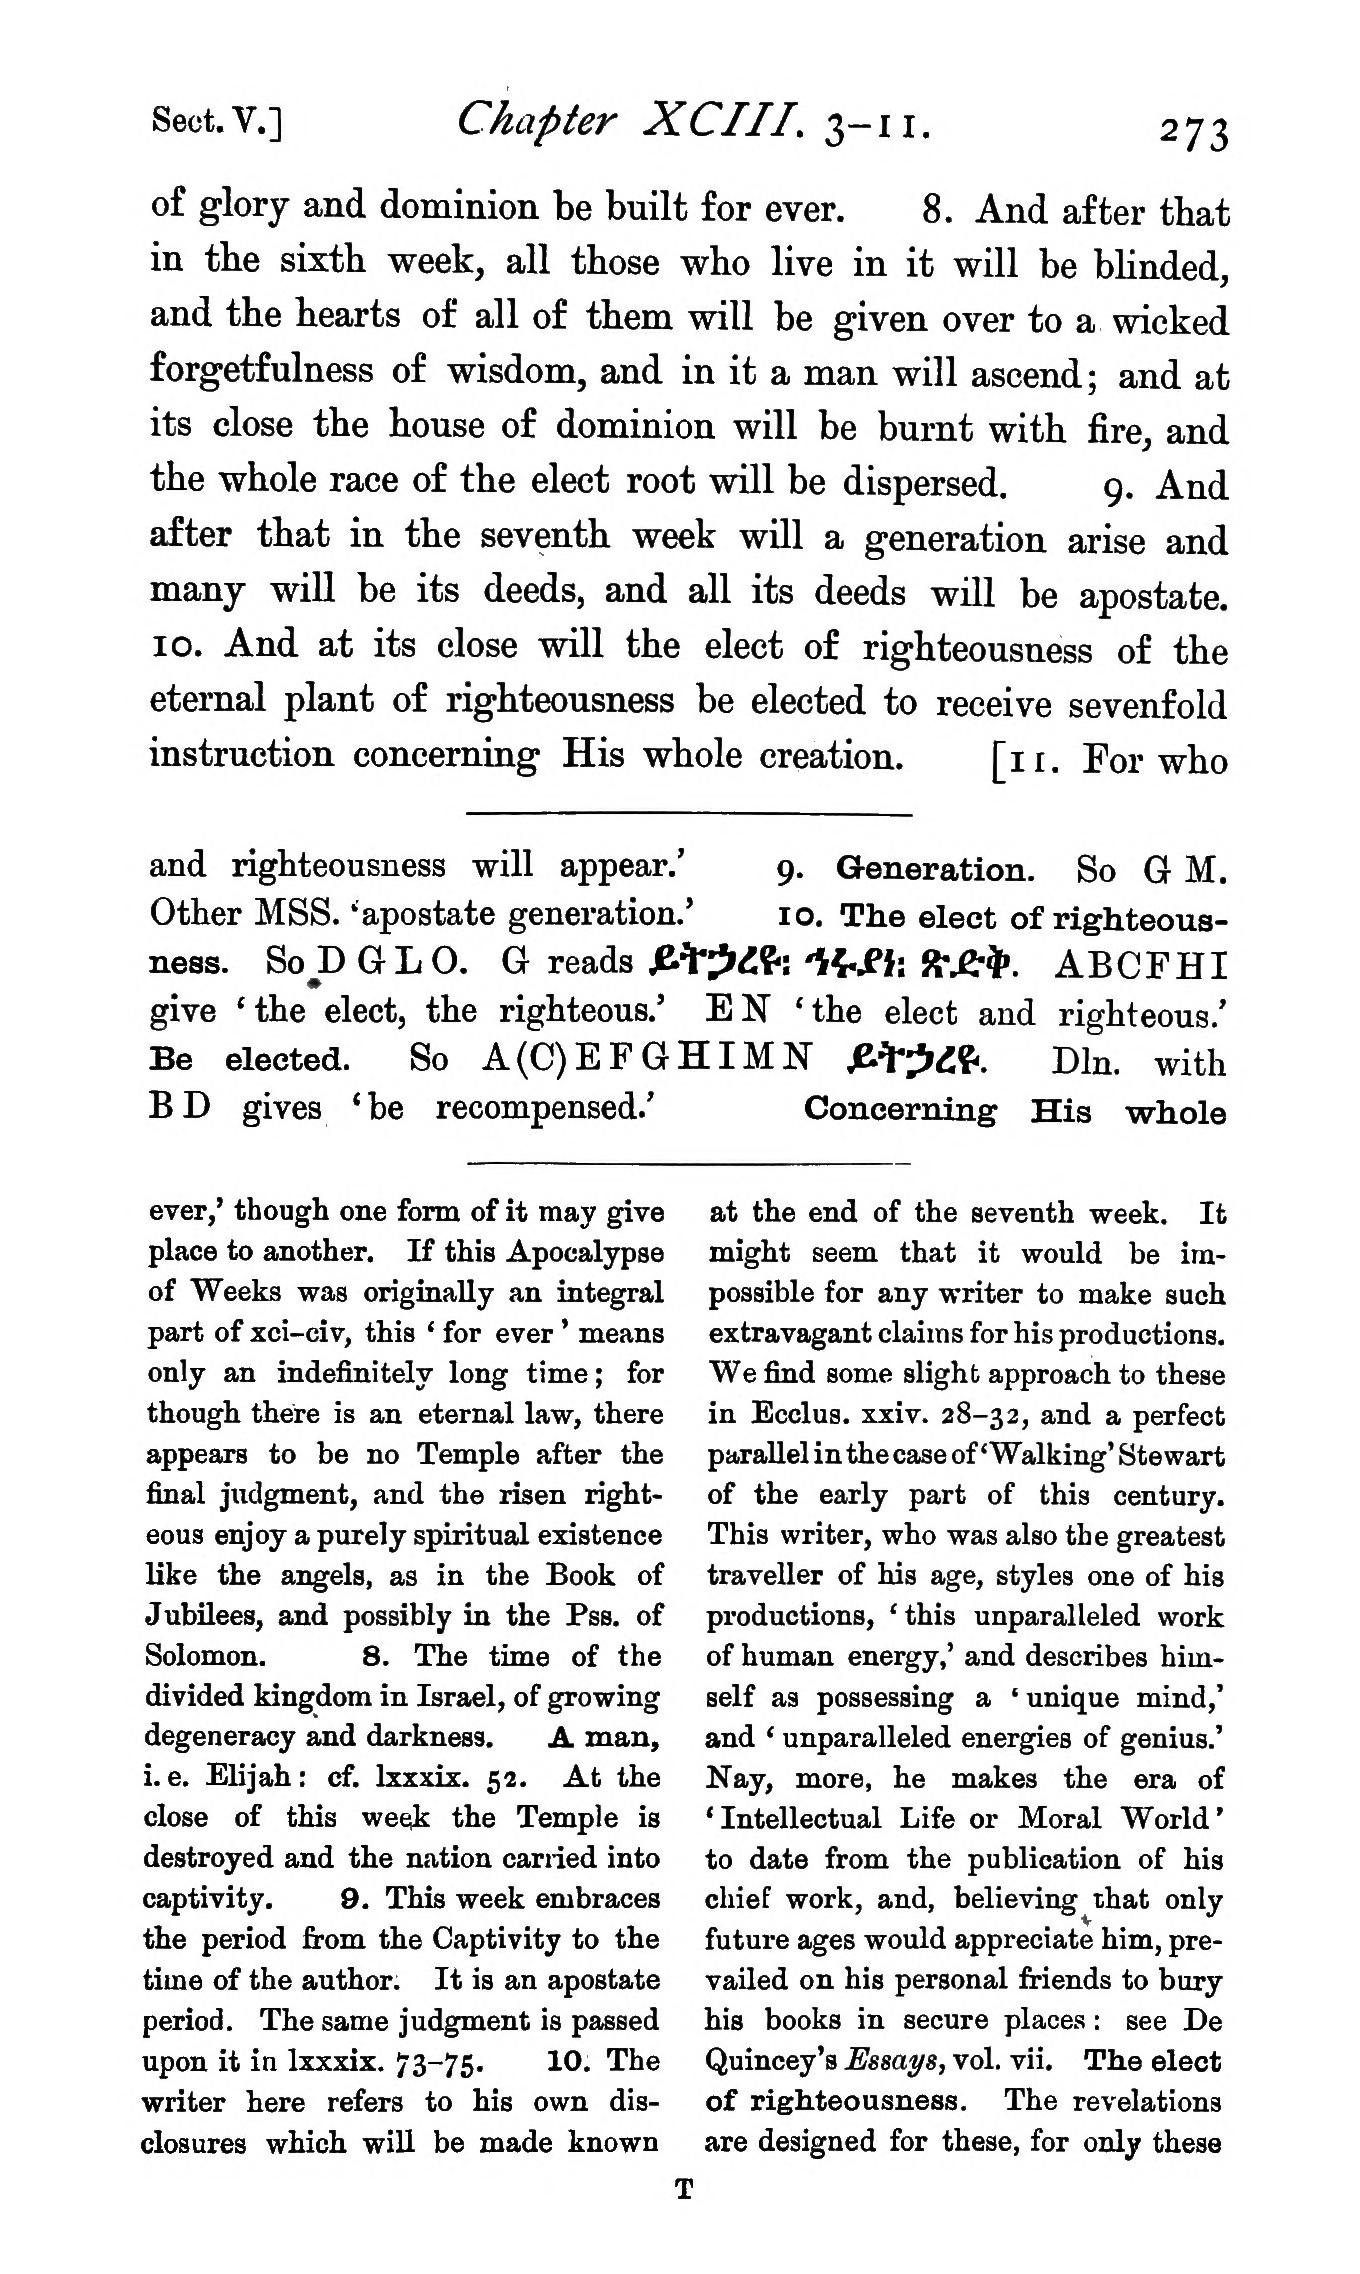 Sect. V.] Chapter XCIII. 3–11. 273
of glory and dominion be built for ever. 8. And after that
in the sixth week, all those who live in it will be blinded,
and the hearts of all of them will be given over to a wicked
forgetfulness of wisdom, and in it a man will ascend; and at
its close the house of dominion will be burnt with fire, and
the whole race of the elect root will be dispersed. 9. And
after that in the seventh week will a generation arise and
many will be its deeds, and all its deeds will be apostate.
10. And at its close will the elect of righteousness of the
eternal plant of righteousness be elected to receive sevenfold
instruction concerning His whole creation. [11. For who
and righteousness will appear.’ 9. Generation. So G M.
Other MSS. ‘apostate generation.’ 10. The elect of righteous-
ness. So D G L O. G reads ይትኃረዩ: ኅሩያነ: ጽድቅ. A B C F H I
give ‘the elect, the righteous.’ E N ‘the elect and righteous.’
Be elected. So A (C) E F G H I M N ይትኃረዩ. Dln. with
B D gives ‘be recompensed.’ Concerning His whole
ever,’ though one form of it may give
place to another. If this Apocalypse
of Weeks was originally an integral
part of xci–civ, this ‘for ever’ means
only an indefinitely long time; for
though there is an eternal law, there
appears to be no Temple after the
final judgment, and the risen right-
eous enjoy a purely spiritual existence
like the angels, as in the Book of
Jubilees, and possibly in the Pss. of
Solomon. 8. The time of the
divided kingdom in Israel, of growing
degeneracy and darkness. A man,
i. e. Elijah: cf. lxxxix. 52. At the
close of this week the Temple is
destroyed and the nation carried into
captivity. 9. This week embraces
the period from the Captivity to the
time of the author. It is an apostate
period. The same judgment is passed
upon it in lxxxix. 73–75. 10. The
writer here refers to his own dis-
closures which will be made known
at the end of the seventh week. It
might seem that it would be im-
possible for any writer to make such
extravagant claims for his productions.
We find some slight approach to these
in Ecclus. xxiv. 28–32, and a perfect
parallel in the case of ‘Walking’ Stewart
of the early part of this century.
This writer, who was also the greatest
traveller of his age, styles one of his
productions, ‘this unparalleled work
of human energy,’ and describes him-
self as possessing a ‘unique mind,’
and ‘unparalleled energies of genius.’
Nay, more, he makes the era of
‘Intellectual Life or Moral World’
to date from the publication of his
chief work, and, believing that only
future ages would appreciate him, pre-
vailed on his personal friends to bury
his books in secure places: see De
Quincey’s Essays, vol. vii. The elect
of righteousness. The revelations
are designed for these, for only these
T